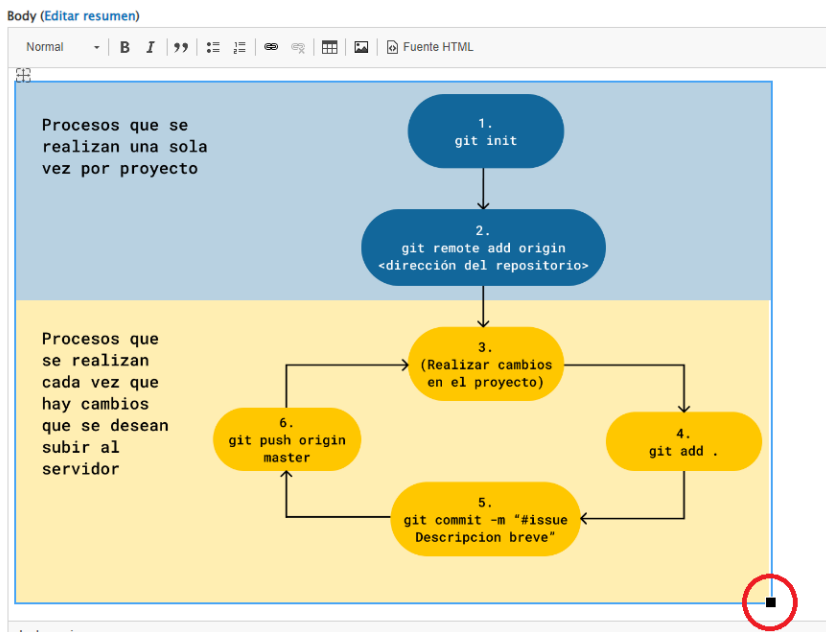 Body (Editar resumen)
Normal
B I
Fuente HTML
Procesos que se
realizan una sola
vez por proyecto
1.
git init
2.
git remote add origin
<dirección del repositorio>
Procesos que
se realizan
cada vez que
hay cambios
que se desean
subir al
servidor
3.
(Realizar cambios
en el proyecto)
4.
git add .
5.
git commit -m “#issue
Descripcion breve”
6.
git push origin
master